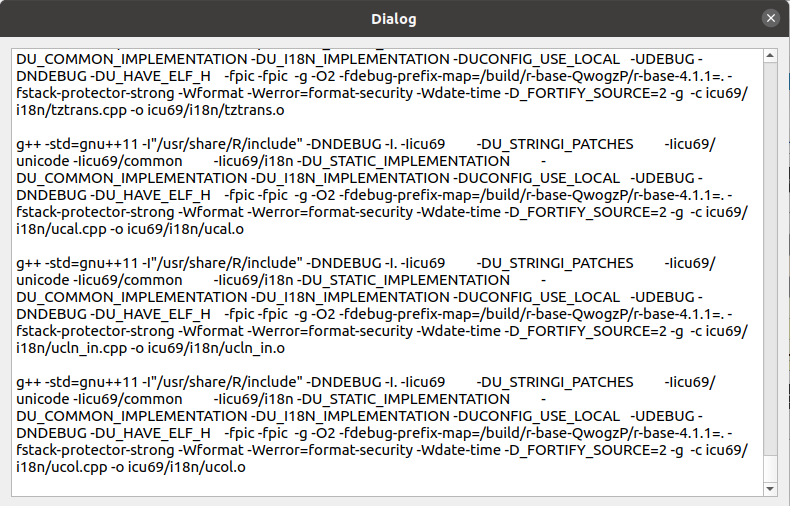 Dialog
DU_COMMON_IMPLEMENTATION -DU_I18N_IMPLEMENTATION -DUCONFIG_USE_LOCAL   -UDEBUG -
DNDEBUG -DU_HAVE_ELF_H    -fpic -fpic  -g -O2 -fdebug-prefix-map=/build/r-base-QwogzP/r-base-4.1.1=. -
fstack-protector-strong -Wformat -Werror=format-security -Wdate-time -D_FORTIFY_SOURCE=2 -g  -c icu69/
i18n/tztrans.cpp -o icu69/i18n/tztrans.o
g++ -std=gnu++11 -I"/usr/share/R/include" -DNDEBUG -I. -Iicu69        -DU_STRINGI_PATCHES        -Iicu69/
unicode -Iicu69/common        -Iicu69/i18n -DU_STATIC_IMPLEMENTATION        -
DU_COMMON_IMPLEMENTATION -DU_I18N_IMPLEMENTATION -DUCONFIG_USE_LOCAL   -UDEBUG -
DNDEBUG -DU_HAVE_ELF_H    -fpic -fpic  -g -O2 -fdebug-prefix-map=/build/r-base-QwogzP/r-base-4.1.1=. -
fstack-protector-strong -Wformat -Werror=format-security -Wdate-time -D_FORTIFY_SOURCE=2 -g  -c icu69/
i18n/ucal.cpp -o icu69/i18n/ucal.o
g++ -std=gnu++11 -I"/usr/share/R/include" -DNDEBUG -I. -Iicu69        -DU_STRINGI_PATCHES        -Iicu69/
unicode -Iicu69/common        -Iicu69/i18n -DU_STATIC_IMPLEMENTATION        -
DU_COMMON_IMPLEMENTATION -DU_I18N_IMPLEMENTATION -DUCONFIG_USE_LOCAL   -UDEBUG -
DNDEBUG -DU_HAVE_ELF_H    -fpic -fpic  -g -O2 -fdebug-prefix-map=/build/r-base-QwogzP/r-base-4.1.1=. -
fstack-protector-strong -Wformat -Werror=format-security -Wdate-time -D_FORTIFY_SOURCE=2 -g  -c icu69/
i18n/ucln_in.cpp -o icu69/i18n/ucln_in.o
g++ -std=gnu++11 -I"/usr/share/R/include" -DNDEBUG -I. -Iicu69        -DU_STRINGI_PATCHES        -Iicu69/
unicode -Iicu69/common        -Iicu69/i18n -DU_STATIC_IMPLEMENTATION        -
DU_COMMON_IMPLEMENTATION -DU_I18N_IMPLEMENTATION -DUCONFIG_USE_LOCAL   -UDEBUG -
DNDEBUG -DU_HAVE_ELF_H    -fpic -fpic  -g -O2 -fdebug-prefix-map=/build/r-base-QwogzP/r-base-4.1.1=. -
fstack-protector-strong -Wformat -Werror=format-security -Wdate-time -D_FORTIFY_SOURCE=2 -g  -c icu69/
i18n/ucol.cpp -o icu69/i18n/ucol.o